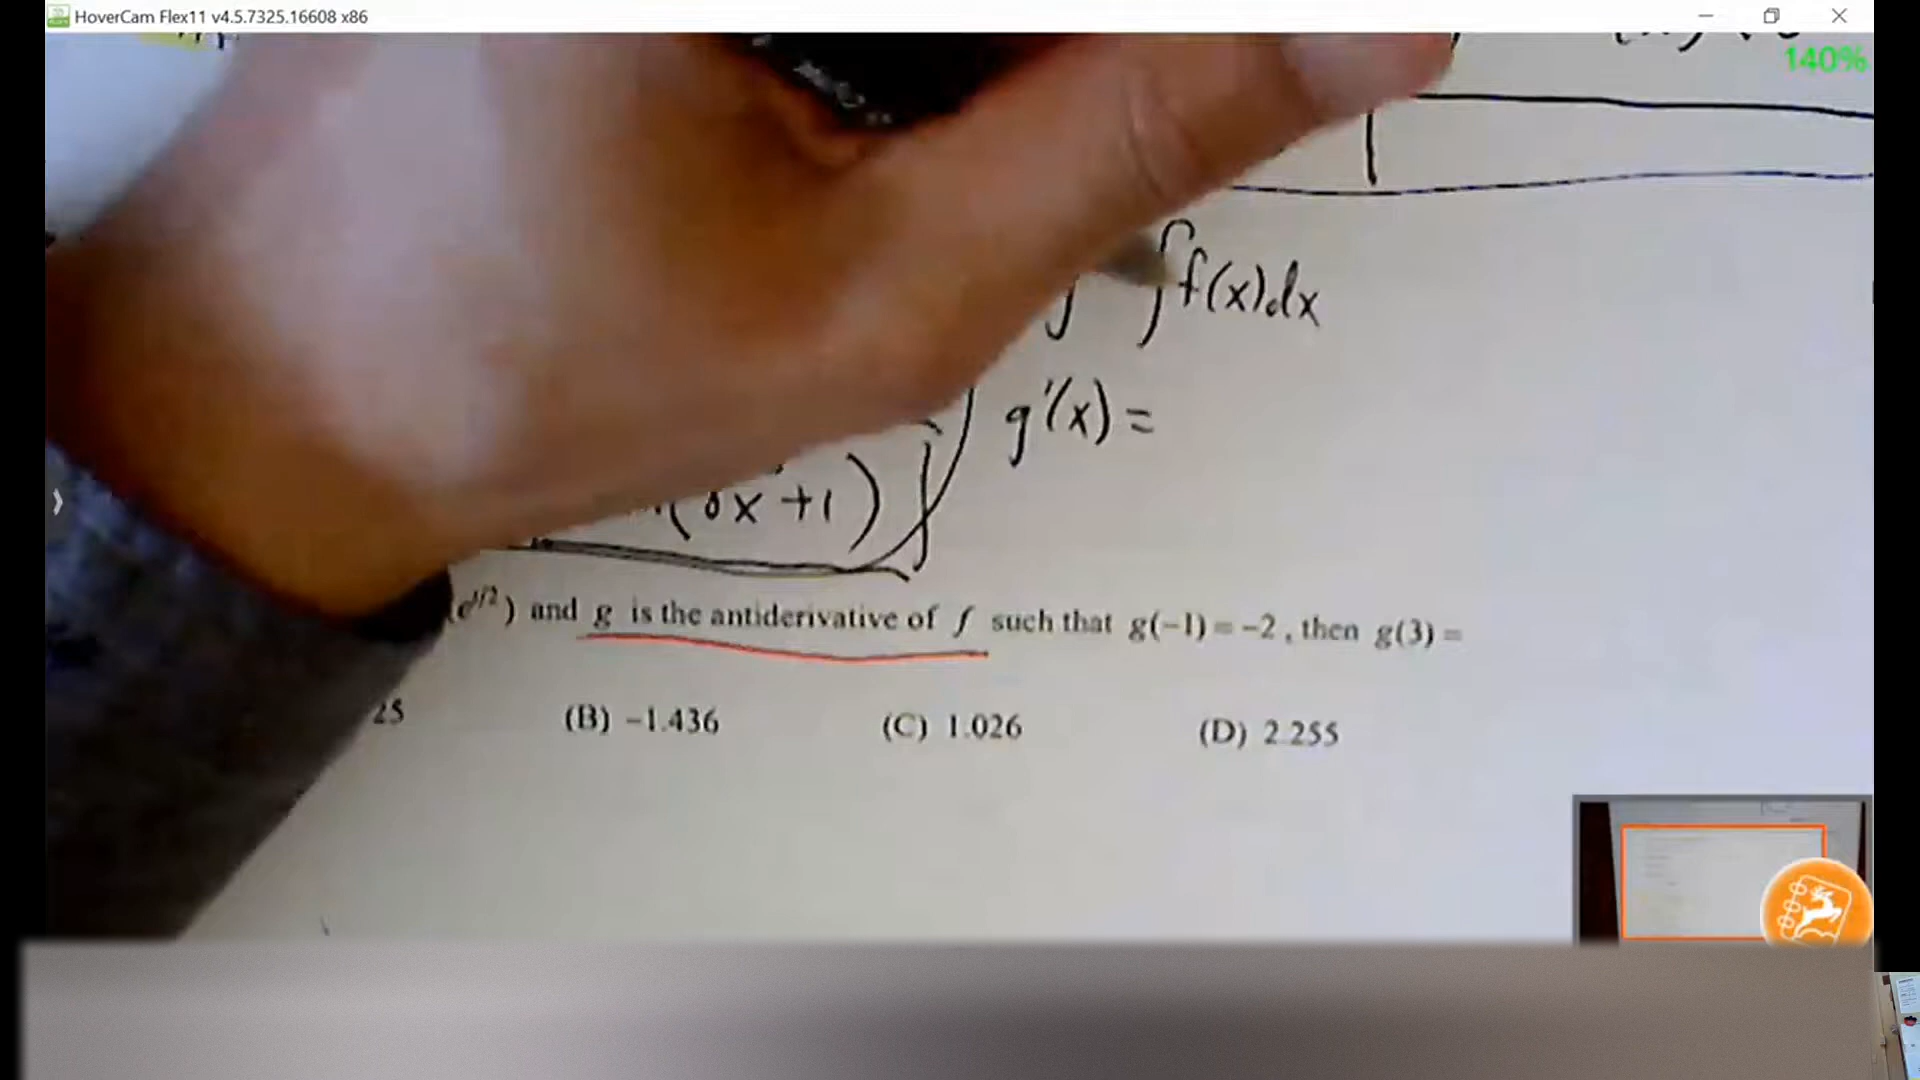 HoverCam Flex11 v4.5.7325.16608 x86
140%
∫f(x)dx
g'(x) =
x +1)
(e^{t/2}) and g is the antiderivative of f such that g(−1) = −2, then g(3) =
25 (B) −1.436 (C) 1.026 (D) 2.255